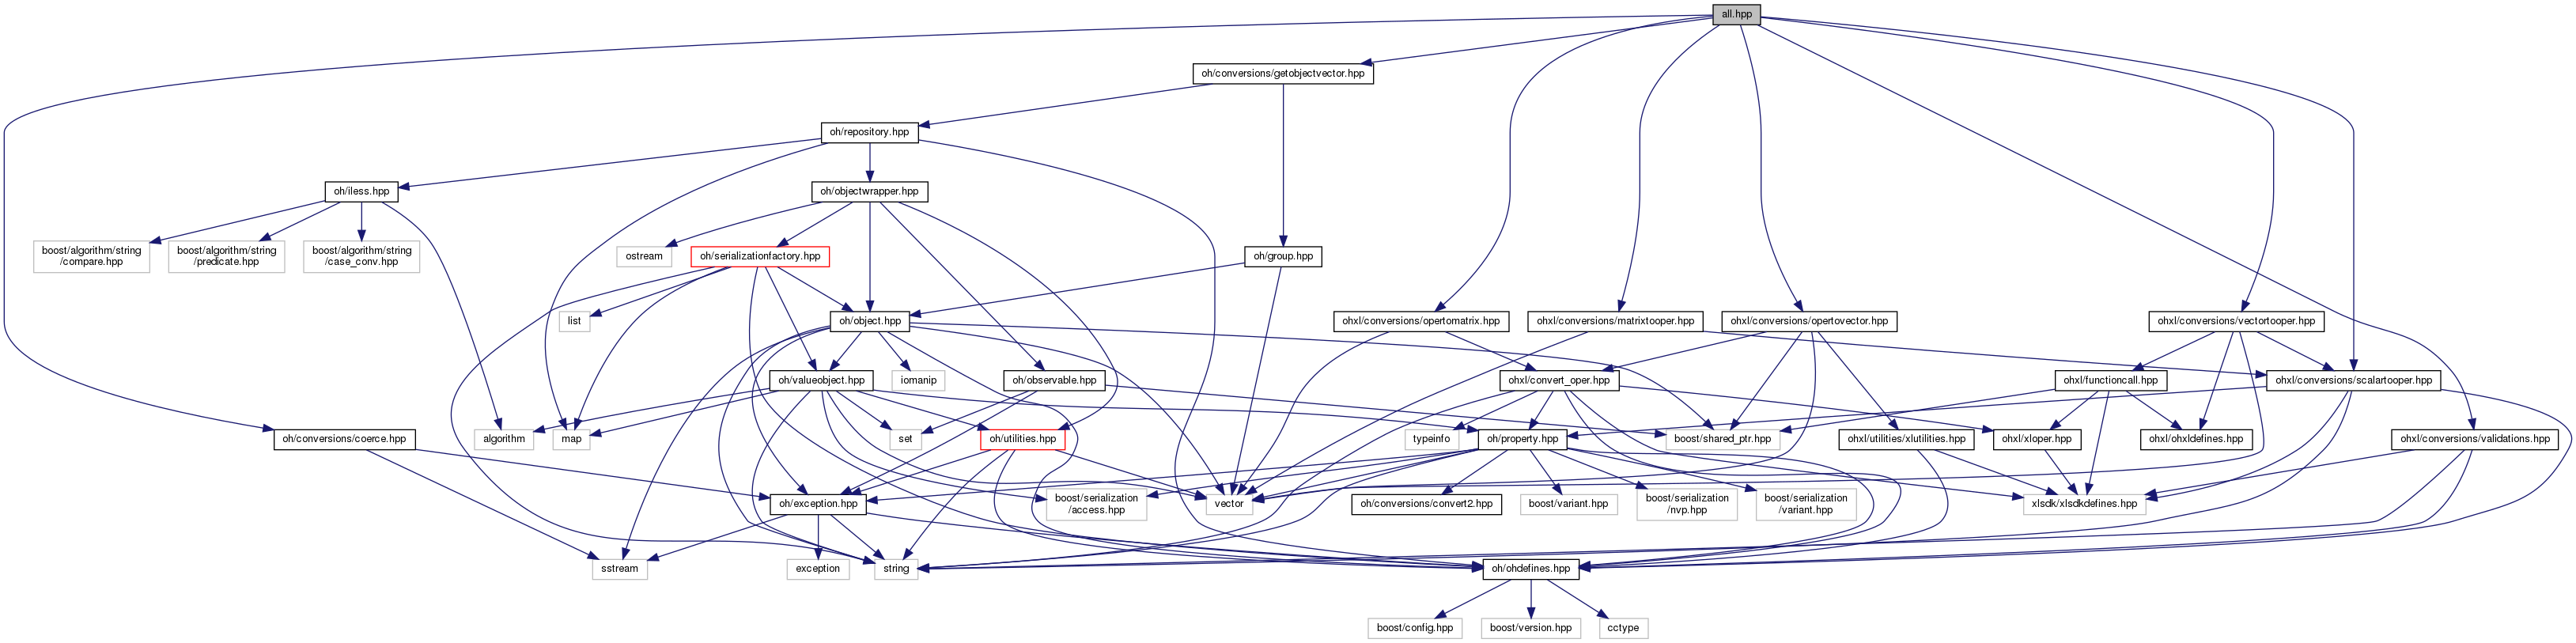 all.hpp
oh/conversions/getobjectvector.hpp
oh/repository.hpp
oh/iless.hpp
oh/objectwrapper.hpp
boost/algorithm/string
/compare.hpp
boost/algorithm/string
/predicate.hpp
boost/algorithm/string
/case_conv.hpp
ostream
oh/serializationfactory.hpp
oh/group.hpp
list
oh/object.hpp
ohxl/conversions/opertomatrix.hpp
ohxl/conversions/matrixtooper.hpp
ohxl/conversions/opertovector.hpp
ohxl/conversions/vectortooper.hpp
oh/valueobject.hpp
iomanip
oh/observable.hpp
ohxl/convert_oper.hpp
ohxl/functioncall.hpp
ohxl/conversions/scalartooper.hpp
oh/conversions/coerce.hpp
algorithm
map
set
oh/utilities.hpp
typeinfo
oh/property.hpp
boost/shared_ptr.hpp
ohxl/utilities/xlutilities.hpp
ohxl/xloper.hpp
ohxl/ohxldefines.hpp
ohxl/conversions/validations.hpp
oh/exception.hpp
boost/serialization
/access.hpp
vector
oh/conversions/convert2.hpp
boost/variant.hpp
boost/serialization
/nvp.hpp
boost/serialization
/variant.hpp
xlsdk/xlsdkdefines.hpp
sstream
exception
string
oh/ohdefines.hpp
boost/config.hpp
boost/version.hpp
cctype